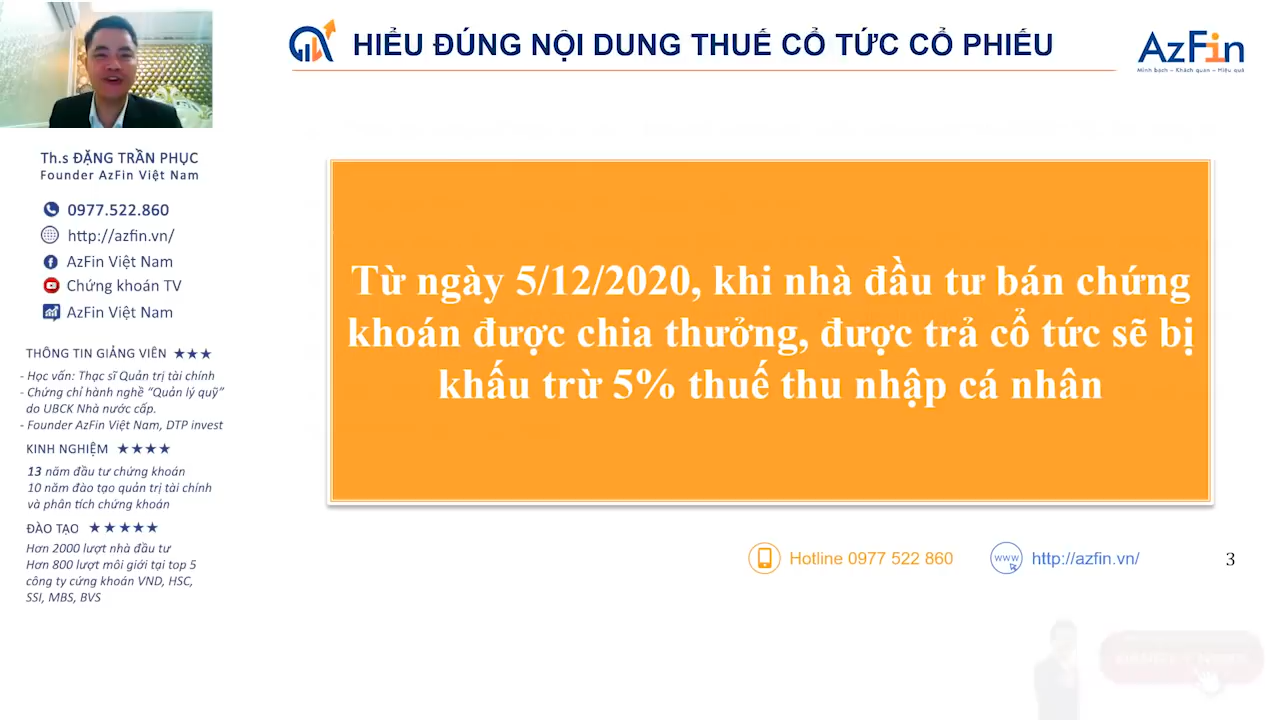 HIỂU ĐÚNG NỘI DUNG THUẾ CỔ TỨC CỔ PHIẾU
AzFin
Minh bạch – Khách quan – Hiệu quả
Th.s ĐẶNG TRẦN PHỤC
Founder AzFin Việt Nam
0977.522.860
http://azfin.vn/
AzFin Việt Nam
Chứng khoán TV
AzFin Việt Nam
THÔNG TIN GIẢNG VIÊN ★★★
- Học vấn: Thạc sĩ Quản trị tài chính
- Chứng chỉ hành nghề “Quản lý quỹ”
do UBCK Nhà nước cấp.
- Founder AzFin Việt Nam, DTP invest
KINH NGHIỆM ★★★★
13 năm đầu tư chứng khoán
10 năm đào tạo quản trị tài chính
và phân tích chứng khoán
ĐÀO TẠO ★★★★★
Hơn 2000 lượt nhà đầu tư
Hơn 800 lượt môi giới tại top 5
công ty cứng khoán VND, HSC,
SSI, MBS, BVS
Từ ngày 5/12/2020, khi nhà đầu tư bán chứng
khoán được chia thưởng, được trả cổ tức sẽ bị
khấu trừ 5% thuế thu nhập cá nhân
Hotline 0977 522 860
www
http://azfin.vn/
3